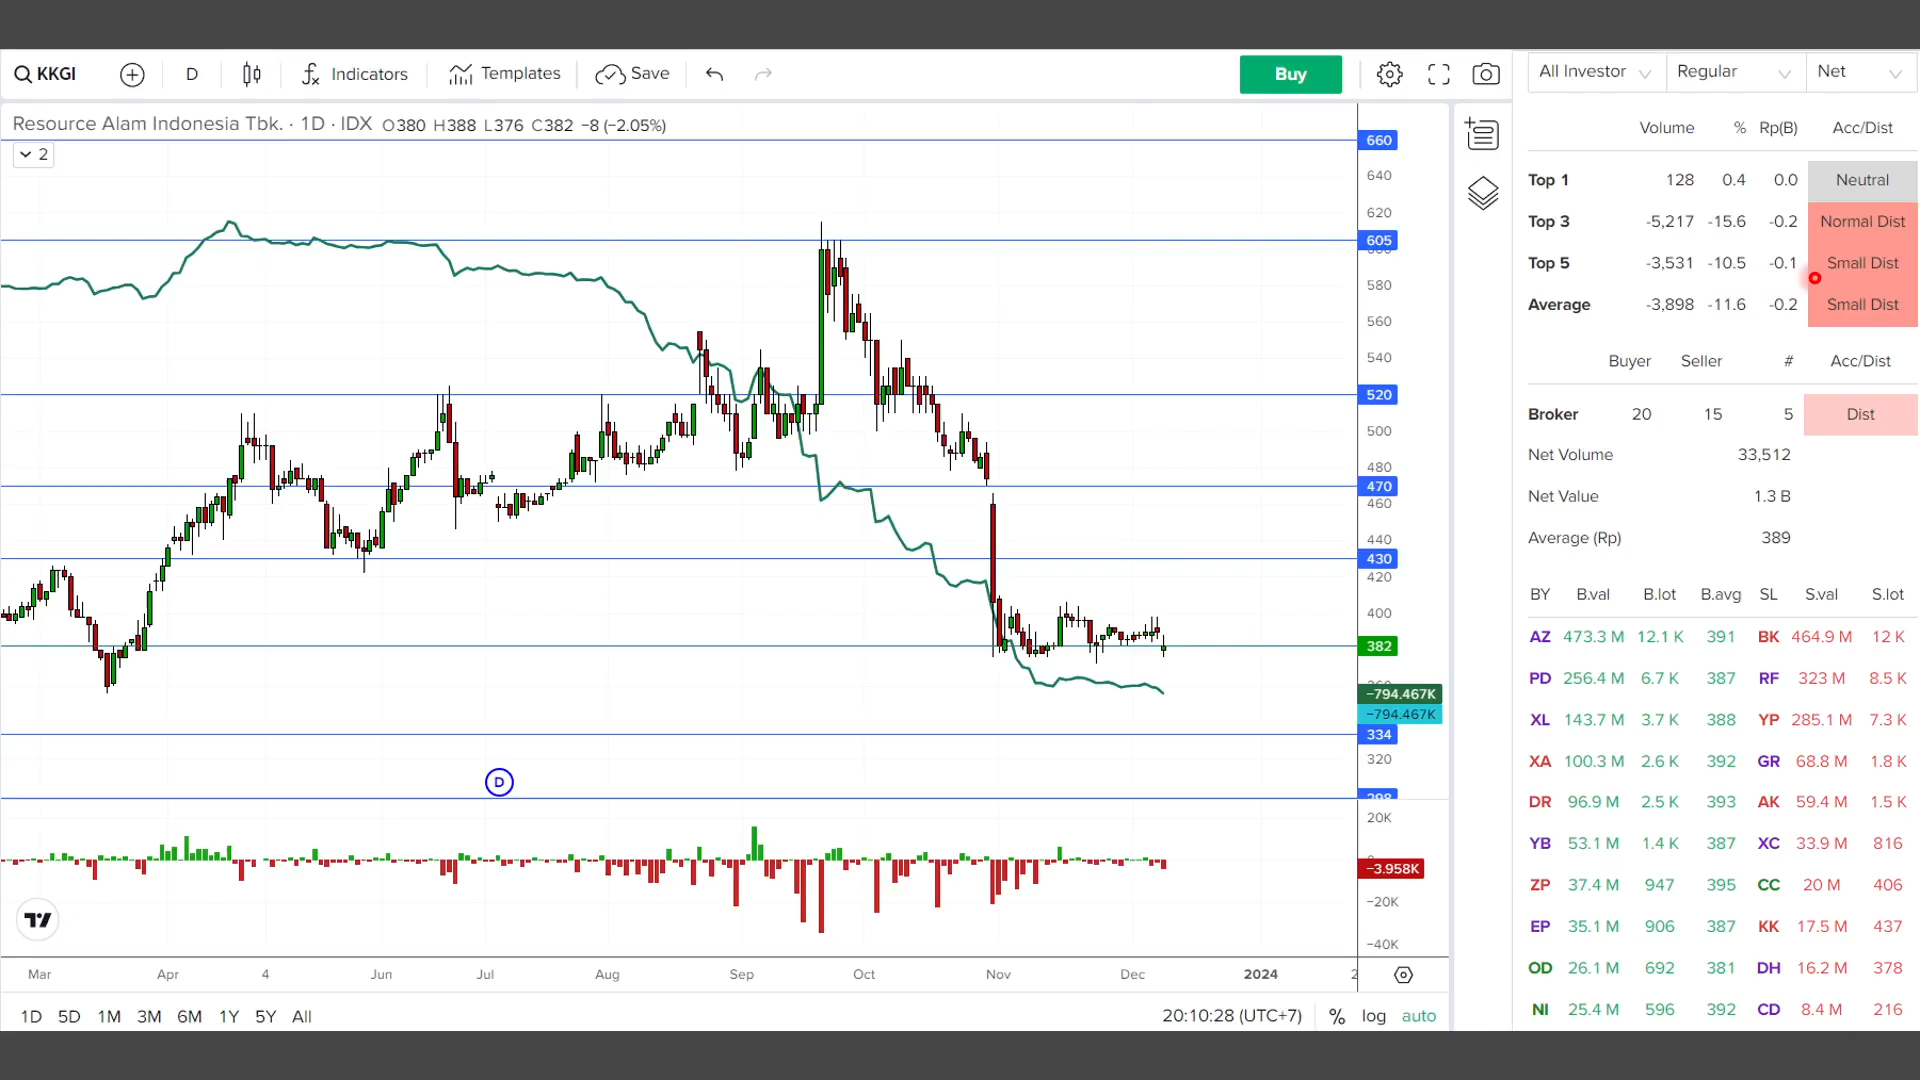 KKGI
D
Indicators
Templates
Save
Buy
All Investor
Regular
Net
Resource Alam Indonesia Tbk. · 1D · IDX O380 H388 L376 C382 −8 (−2.05%)
2
660
640
620
605
580
560
540
520
500
480
470
460
440
430
420
400
382
−794.467K
−794.467K
334
320
298
D
20K
−3.958K
−20K
−40K
Mar
Apr
4
Jun
Jul
Aug
Sep
Oct
Nov
Dec
2024
2
1D 5D 1M 3M 6M 1Y 5Y All
20:10:28 (UTC+7) % log auto
Volume % Rp(B) Acc/Dist
Top 1 128 0.4 0.0 Neutral
Top 3 -5,217 -15.6 -0.2 Normal Dist
Top 5 -3,531 -10.5 -0.1 Small Dist
Average -3,898 -11.6 -0.2 Small Dist
Buyer Seller # Acc/Dist
Broker 20 15 5 Dist
Net Volume 33,512
Net Value 1.3 B
Average (Rp) 389
BY B.val B.lot B.avg SL S.val S.lot
AZ 473.3 M 12.1 K 391 BK 464.9 M 12 K
PD 256.4 M 6.7 K 387 RF 323 M 8.5 K
XL 143.7 M 3.7 K 388 YP 285.1 M 7.3 K
XA 100.3 M 2.6 K 392 GR 68.8 M 1.8 K
DR 96.9 M 2.5 K 393 AK 59.4 M 1.5 K
YB 53.1 M 1.4 K 387 XC 33.9 M 816
ZP 37.4 M 947 395 CC 20 M 406
EP 35.1 M 906 387 KK 17.5 M 437
OD 26.1 M 692 381 DH 16.2 M 378
NI 25.4 M 596 392 CD 8.4 M 216